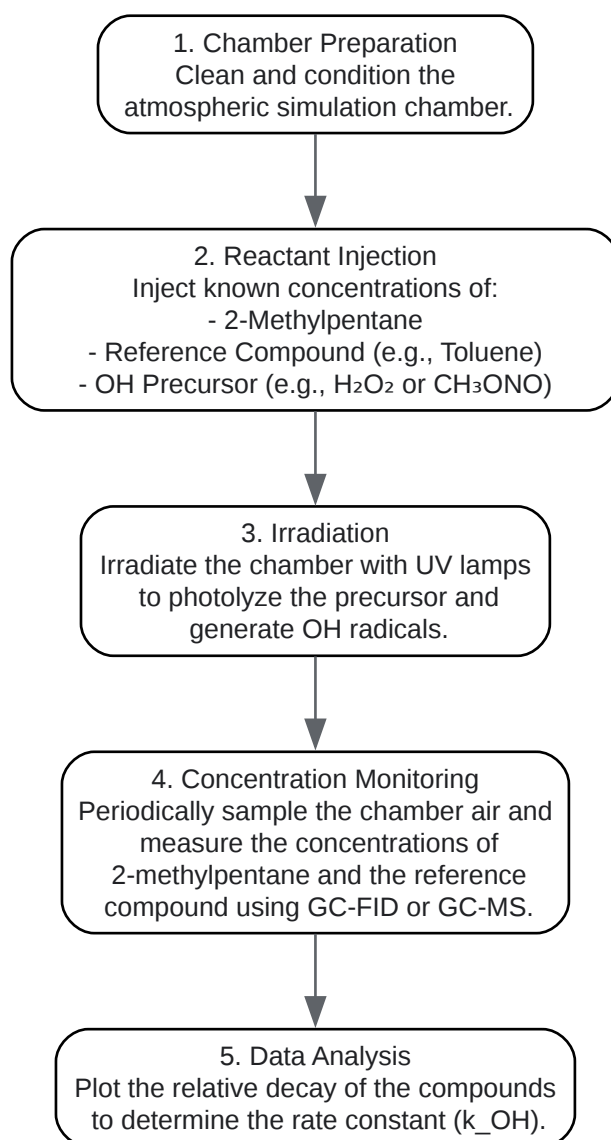 1. Chamber Preparation
Clean and condition the
atmospheric simulation chamber.
2. Reactant Injection
Inject known concentrations of:
- 2-Methylpentane
- Reference Compound (e.g., Toluene)
- OH Precursor (e.g., H₂O₂ or CH₃ONO)
3. Irradiation
Irradiate the chamber with UV lamps
to photolyze the precursor and
generate OH radicals.
4. Concentration Monitoring
Periodically sample the chamber air and
measure the concentrations of
2-methylpentane and the reference
compound using GC-FID or GC-MS.
5. Data Analysis
Plot the relative decay of the compounds
to determine the rate constant (k_OH).